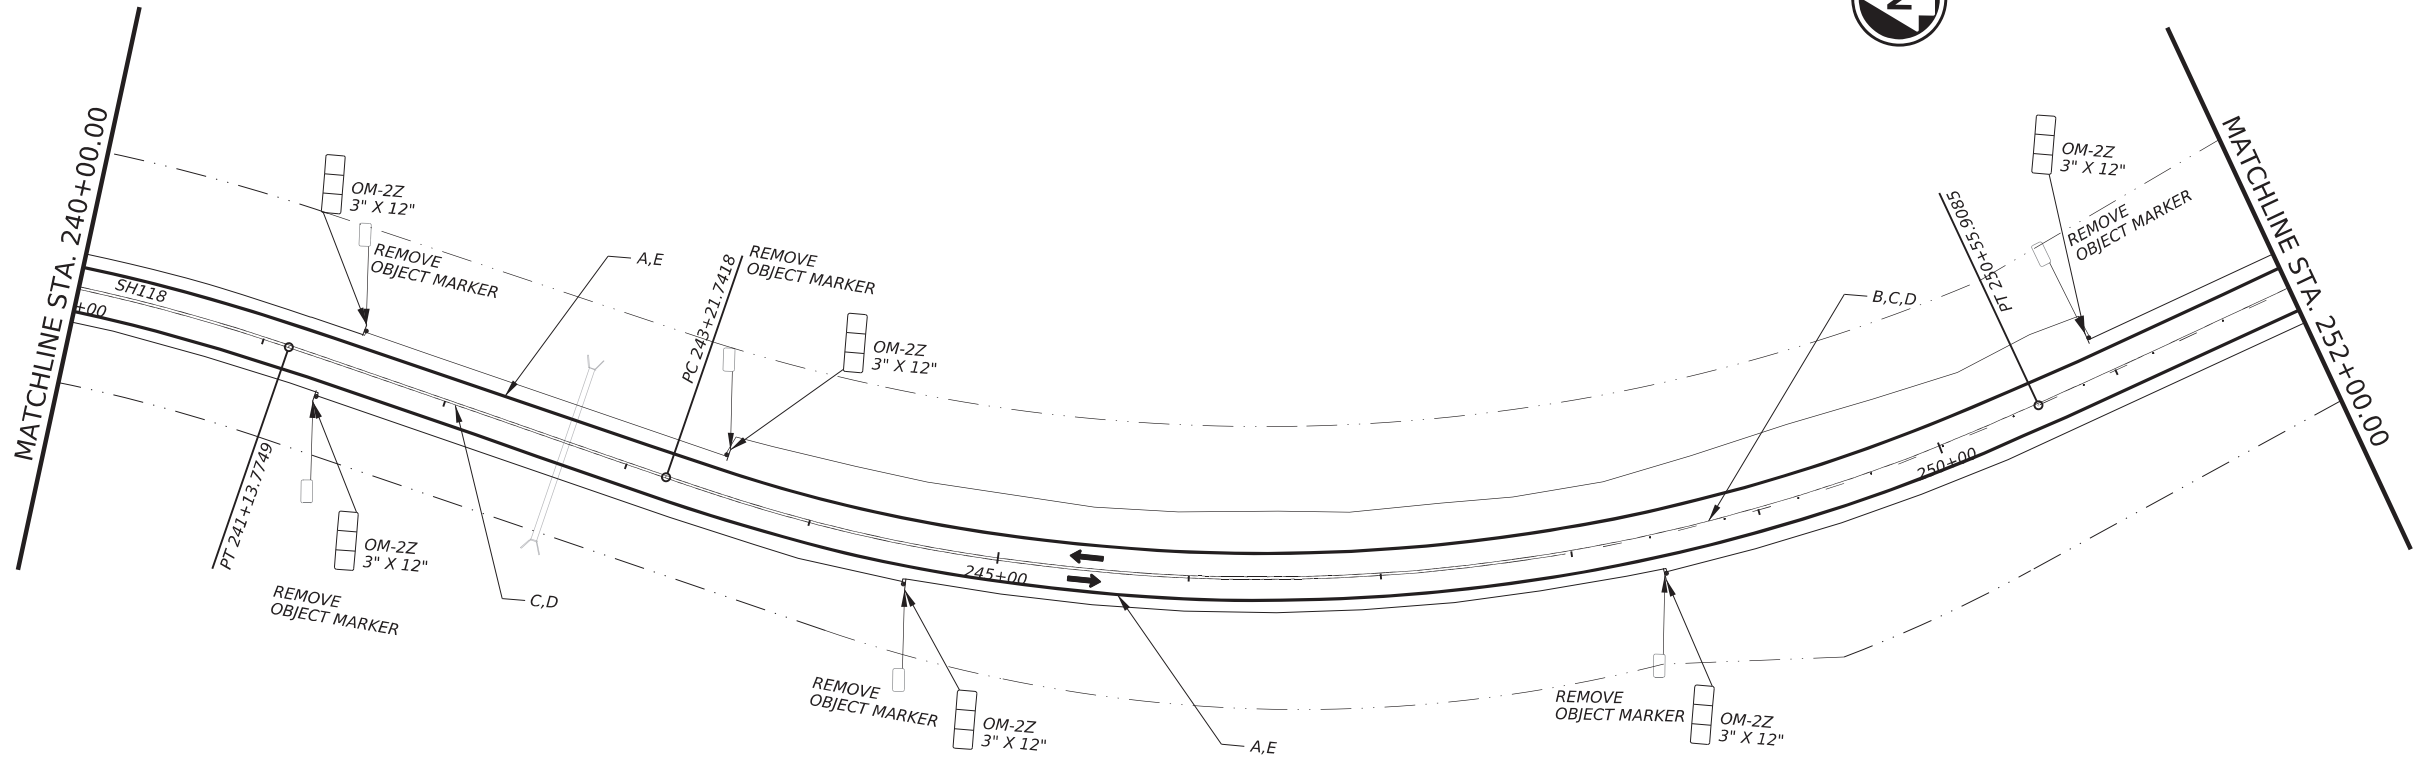 MATCHLINE STA. 240+00.00
SH118
+00
OM-2Z
3" X 12"
REMOVE
OBJECT MARKER
PT 241+13.7749
OM-2Z
3" X 12"
REMOVE
OBJECT MARKER
A,E
C,D
PC 243+21.7418
REMOVE
OBJECT MARKER
OM-2Z
3" X 12"
245+00
REMOVE
OBJECT MARKER
OM-2Z
3" X 12"
A,E
N
B,C,D
REMOVE
OBJECT MARKER
OM-2Z
3" X 12"
250+00
PT 250+55.9085
OM-2Z
3" X 12"
REMOVE
OBJECT MARKER
MATCHLINE STA. 252+00.00